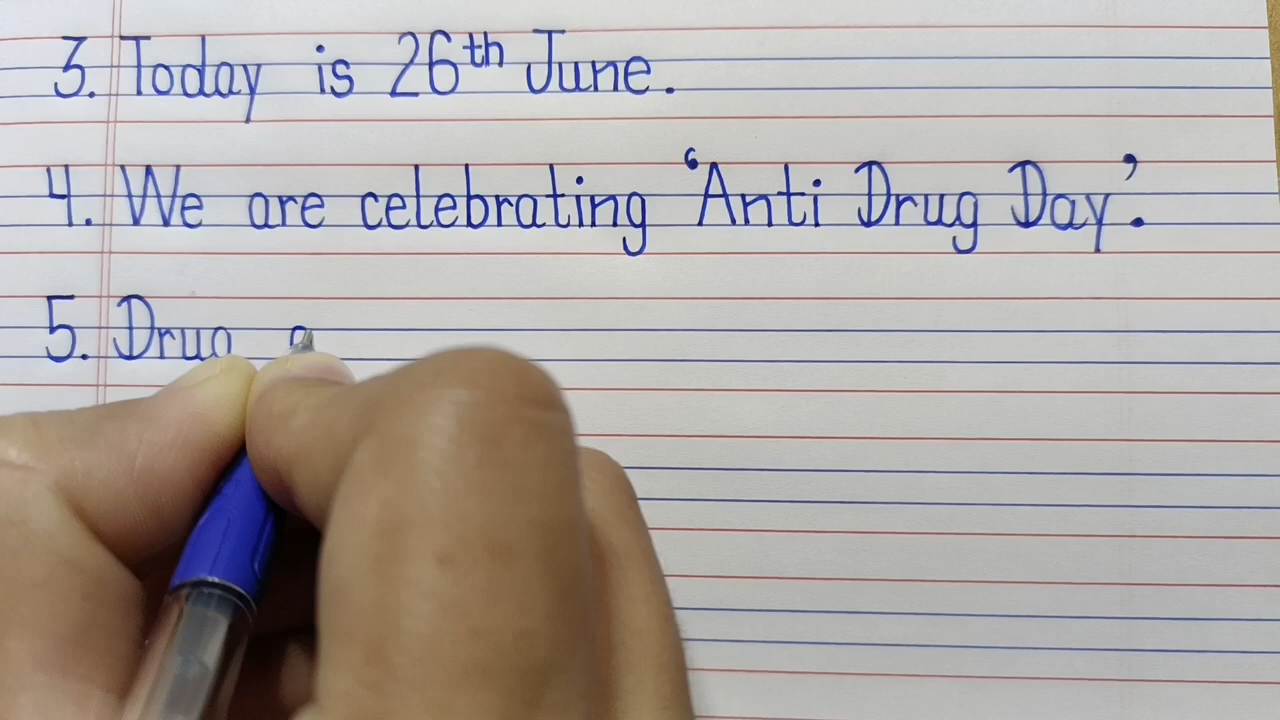 3. Today is 26th June.
4. We are celebrating ‘Anti Drug Day’.
5. Drug